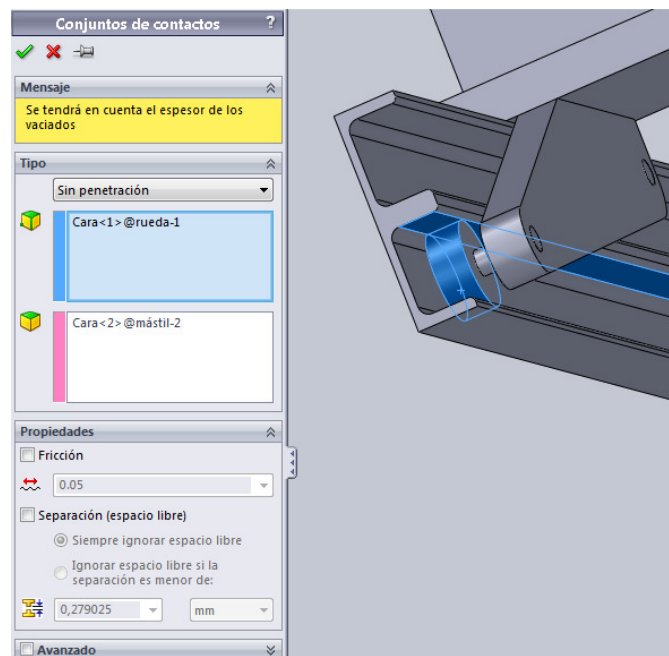 Conjuntos de contactos ?
Mensaje
Se tendrá en cuenta el espesor de los
vaciados
Tipo
Sin penetración
Cara<1>@rueda-1
Cara<2>@mástil-2
Propiedades
Fricción
0.05
Separación (espacio libre)
Siempre ignorar espacio libre
Ignorar espacio libre si la
separación es menor de:
0,279025 mm
Avanzado